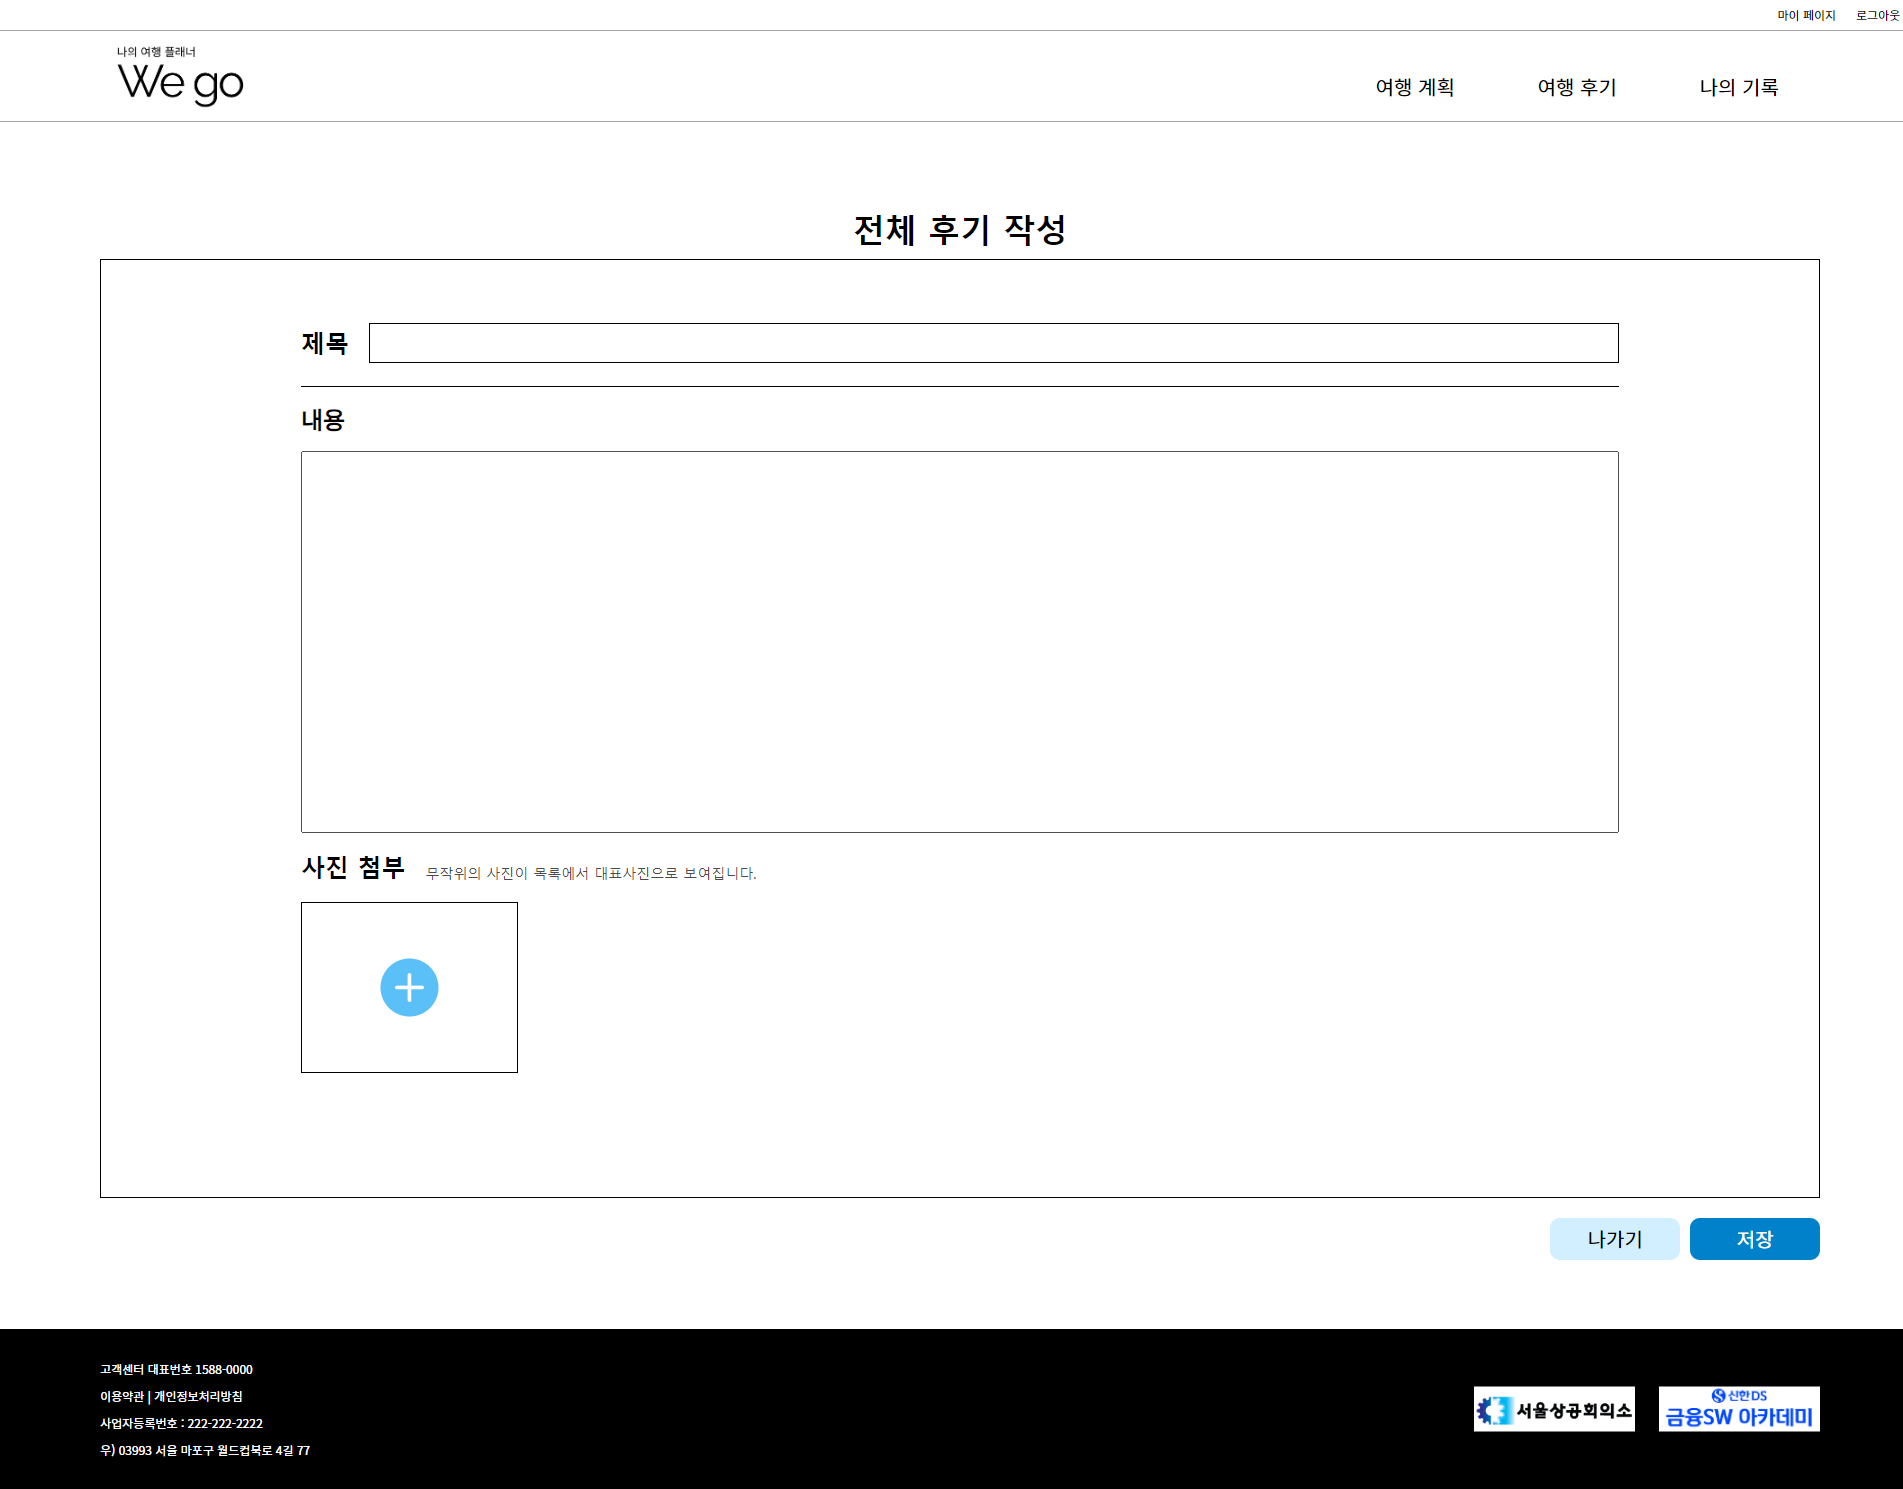 마이 페이지 로그아웃
나의 여행 플래너
We go
여행 계획 여행 후기 나의 기록
전체 후기 작성
제목
내용
사진 첨부 무작위의 사진이 목록에서 대표사진으로 보여집니다.
나가기 저장
고객센터 대표번호 1588-0000
이용약관 | 개인정보처리방침
사업자등록번호 : 222-222-2222
우) 03993 서울 마포구 월드컵북로 4길 77
서울상공회의소
신한DS
금융SW 아카데미